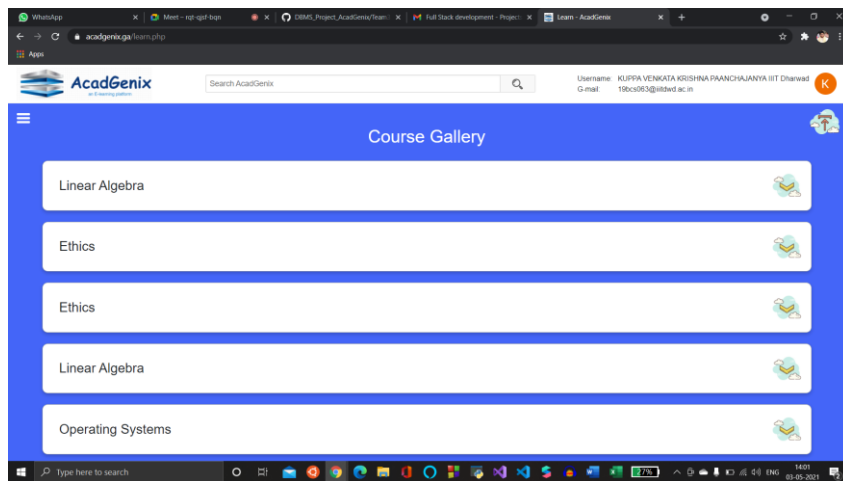 WhatsApp
Meet – rqt-qjsf-bqn
DBMS_Project_AcadGenix/Team
Full Stack development - Project
Learn - AcadGenix
acadgenix.ga/learn.php
Apps
AcadGenix
an E-learning platform
Search AcadGenix
Username: KUPPA VENKATA KRISHNA PAANCHAJANYA IIIT Dharwad
G-mail: 19bcs063@iiitdwd.ac.in
K
Course Gallery
Linear Algebra
Ethics
Ethics
Linear Algebra
Operating Systems
Type here to search
27%
ENG
14:01
03-05-2021